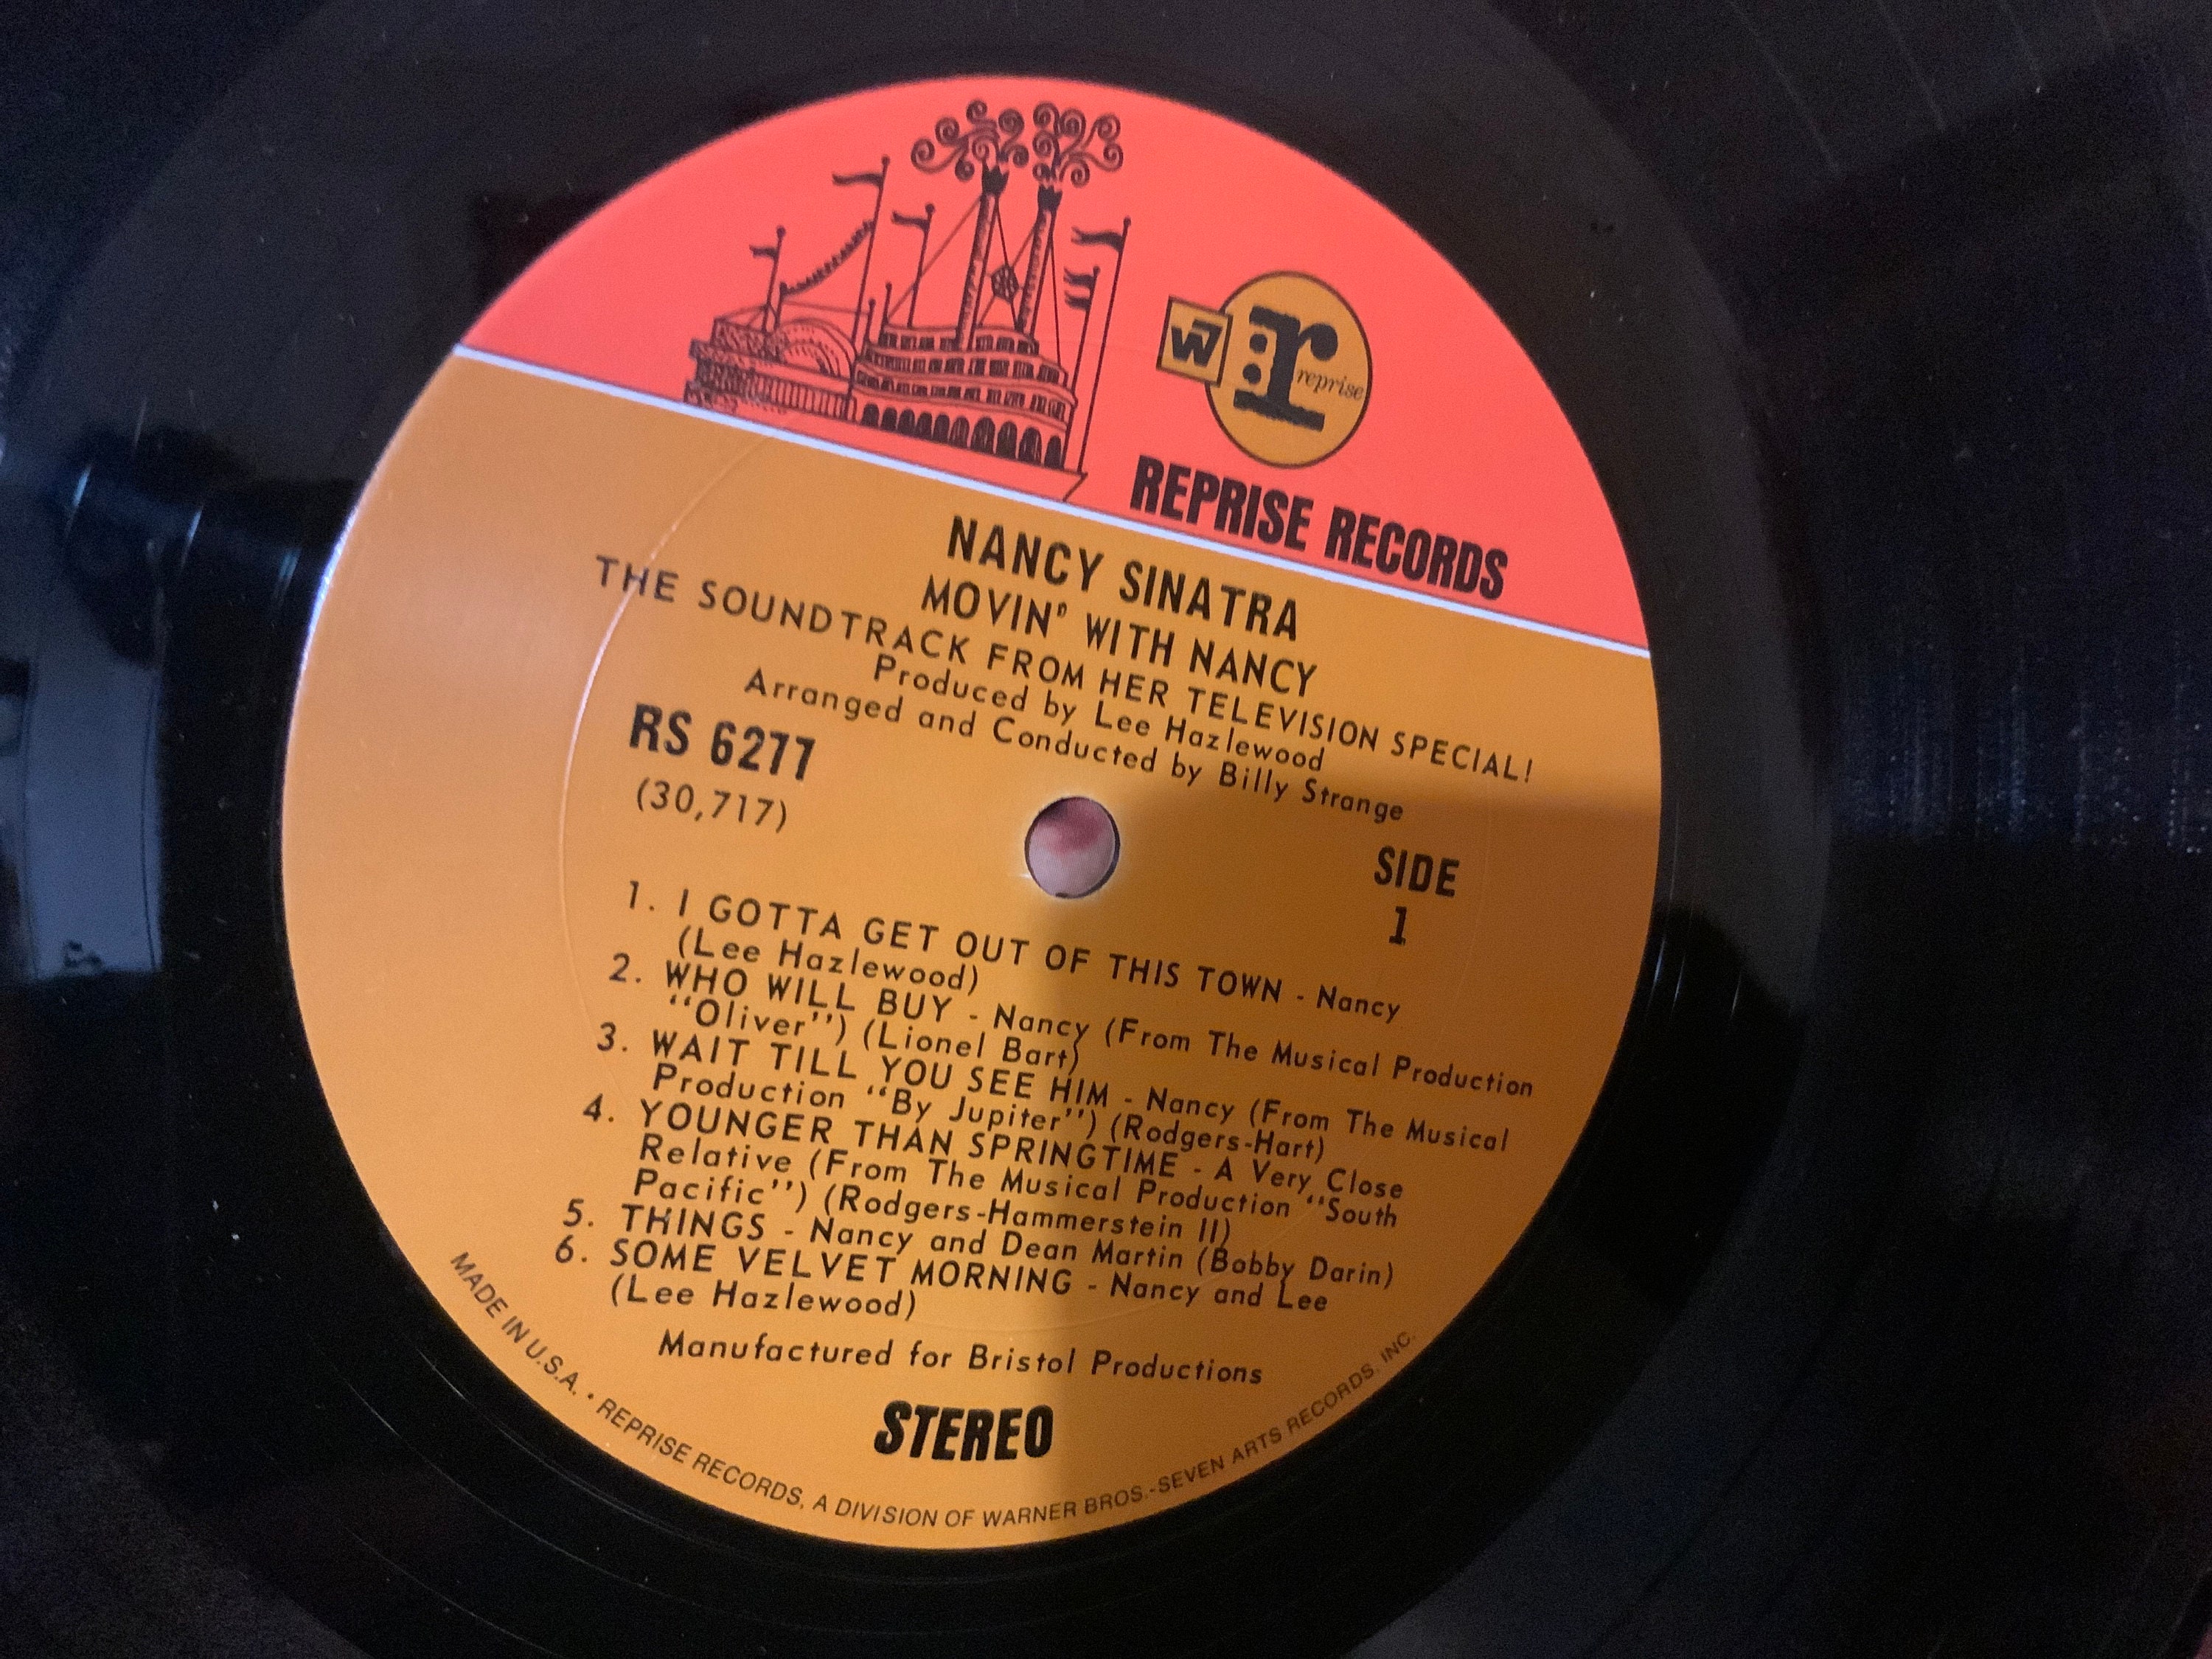 W7
r: reprise
REPRISE RECORDS
NANCY SINATRA
MOVIN' WITH NANCY
THE SOUNDTRACK FROM HER TELEVISION SPECIAL!
Produced by Lee Hazlewood
Arranged and Conducted by Billy Strange
RS 6277
(30,717)
SIDE
1
1. I GOTTA GET OUT OF THIS TOWN - Nancy
(Lee Hazlewood)
2. WHO WILL BUY - Nancy (From The Musical Production
"Oliver") (Lionel Bart)
3. WAIT TILL YOU SEE HIM - Nancy (From The Musical
Production "By Jupiter") (Rodgers-Hart)
4. YOUNGER THAN SPRINGTIME - A Very Close
Relative (From The Musical Production "South
Pacific") (Rodgers-Hammerstein II)
5. THINGS - Nancy and Dean Martin (Bobby Darin)
6. SOME VELVET MORNING - Nancy and Lee
(Lee Hazlewood)
Manufactured for Bristol Productions
STEREO
MADE IN U.S.A. • REPRISE RECORDS, A DIVISION OF WARNER BROS.-SEVEN ARTS RECORDS, INC.